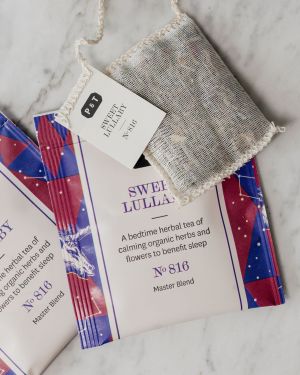 P & T
SWEET
LULLABY
Nº 816
SWEET
LULLABY
A bedtime herbal tea of
calming organic herbs and
flowers to benefit sleep
Nº 816
Master Blend
BY
herbal tea of
organic herbs and
to benefit sleep
Nº 816
Master Blend